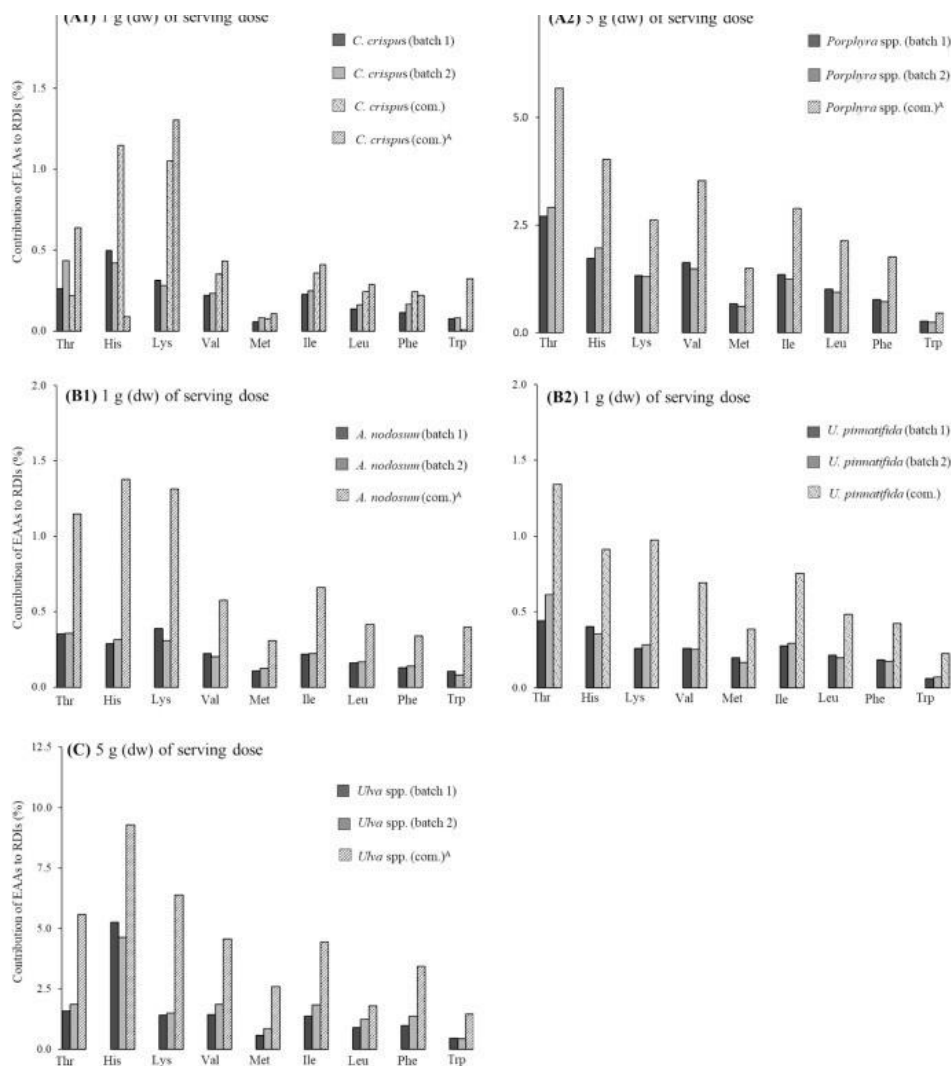 (A1) 1 g (dw) of serving dose
Contribution of EAAs to RDIs (%)
1.5
1.0
0.5
0.0
C. crispus (batch 1)
C. crispus (batch 2)
C. crispus (com.)
C. crispus (com.)ᴬ
Thr His Lys Val Met Ile Leu Phe Trp
(A2) 5 g (dw) of serving dose
5.0
2.5
0.0
Porphyra spp. (batch 1)
Porphyra spp. (batch 2)
Porphyra spp. (com.)ᴬ
Thr His Lys Val Met Ile Leu Phe Trp
(B1) 1 g (dw) of serving dose
Contribution of EAAs to RDIs (%)
2.0
1.5
1.0
0.5
0.0
A. nodosum (batch 1)
A. nodosum (batch 2)
A. nodosum (com.)ᴬ
Thr His Lys Val Met Ile Leu Phe Trp
(B2) 1 g (dw) of serving dose
2.0
1.5
1.0
0.5
0.0
U. pinnatifida (batch 1)
U. pinnatifida (batch 2)
U. pinnatifida (com.)
Thr His Lys Val Met Ile Leu Phe Trp
(C) 5 g (dw) of serving dose
Contribution of EAAs to RDIs (%)
12.5
10.0
7.5
5.0
2.5
0.0
Ulva spp. (batch 1)
Ulva spp. (batch 2)
Ulva spp. (com.)ᴬ
Thr His Lys Val Met Ile Leu Phe Trp